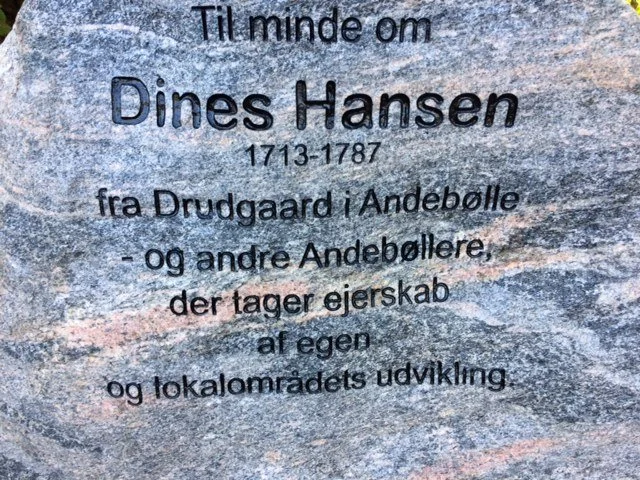 Til minde om
Dines Hansen
1713-1787
fra Drudgaard i Andebølle
- og andre Andebøllere,
der tager ejerskab
af egen
og lokalområdets udvikling.